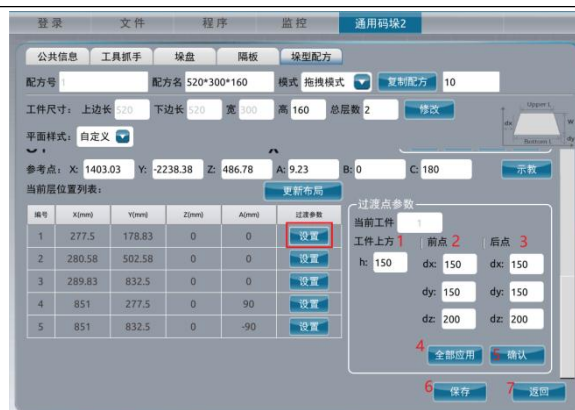 登录 文件 程序 监控 通用码垛2
公共信息 工具抓手 垛盘 隔板 垛型配方
配方号 1 配方名 520*300*160 模式 拖拽模式 复制配方 10
工件尺寸: 上边长 520 下边长 520 宽 300 高 160 总层数 2 修改
Upper L
dx W
Bottom L dy
平面样式: 自定义
参考点: X: 1403.03 Y: -2238.38 Z: 486.78 A: 9.23 B: 0 C: 180 示教
当前层位置列表: 更新布局
编号 X(mm) Y(mm) Z(mm) A(mm) 过渡参数
1 277.5 178.83 0 0 设置
2 280.58 502.58 0 0 设置
3 289.83 832.5 0 0 设置
4 851 277.5 0 90 设置
5 851 832.5 0 -90 设置
过渡点参数
当前工件 1
工件上方 1 前点 2 后点 3
h: 150 dx: 150 dx: 150
dy: 150 dy: 150
dz: 200 dz: 200
4 全部应用 5 确认
6 保存 7 返回